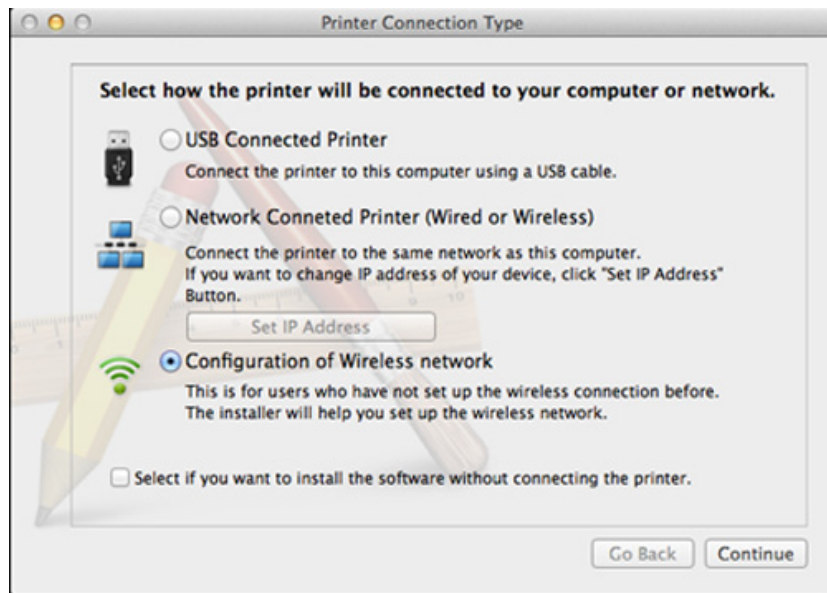 Printer Connection Type
Select how the printer will be connected to your computer or network.
USB Connected Printer
Connect the printer to this computer using a USB cable.
Network Conneted Printer (Wired or Wireless)
Connect the printer to the same network as this computer.
If you want to change IP address of your device, click "Set IP Address"
Button.
Set IP Address
Configuration of Wireless network
This is for users who have not set up the wireless connection before.
The installer will help you set up the wireless network.
Select if you want to install the software without connecting the printer.
Go Back
Continue